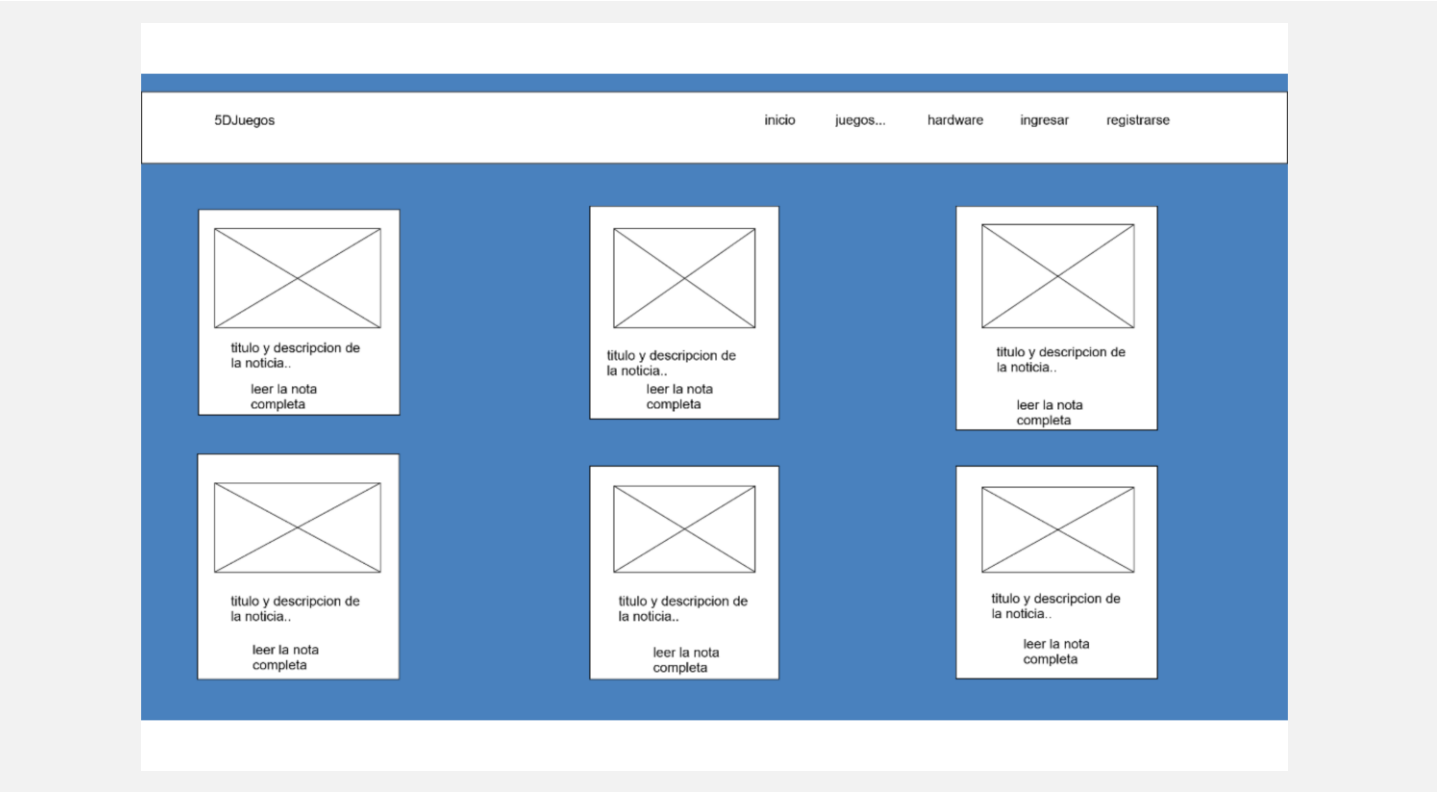 5DJuegos
inicio
juegos...
hardware
ingresar
registrarse
titulo y descripcion de
la noticia..
leer la nota
completa
titulo y descripcion de
la noticia..
leer la nota
completa
titulo y descripcion de
la noticia..
leer la nota
completa
titulo y descripcion de
la noticia..
leer la nota
completa
titulo y descripcion de
la noticia..
leer la nota
completa
titulo y descripcion de
la noticia..
leer la nota
completa